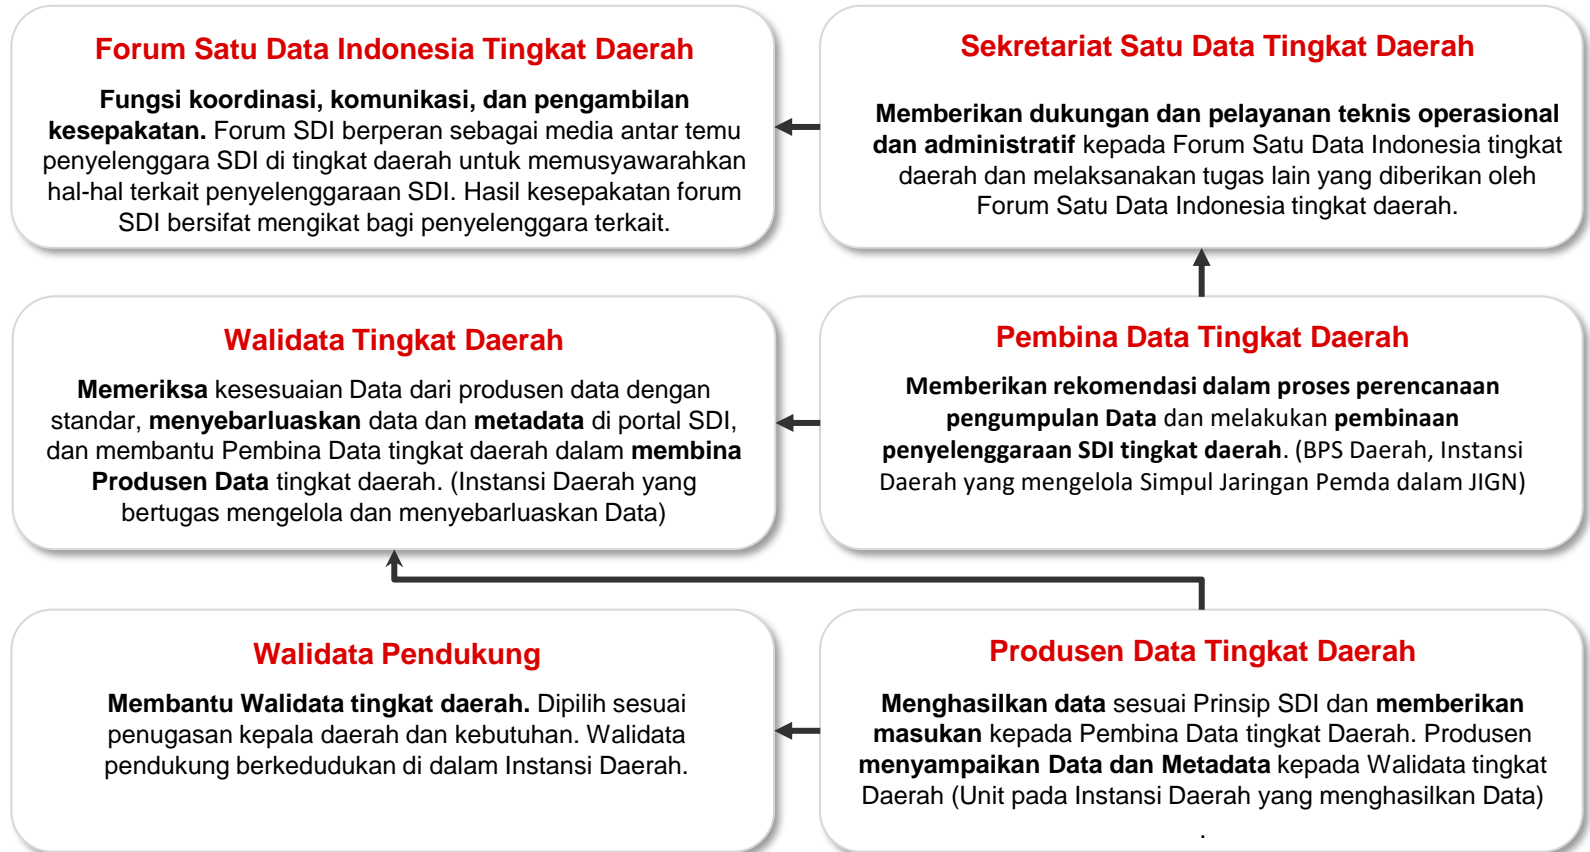 Forum Satu Data Indonesia Tingkat Daerah
Fungsi koordinasi, komunikasi, dan pengambilan
kesepakatan. Forum SDI berperan sebagai media antar temu
penyelenggara SDI di tingkat daerah untuk memusyawarahkan
hal-hal terkait penyelenggaraan SDI. Hasil kesepakatan forum
SDI bersifat mengikat bagi penyelenggara terkait.
Sekretariat Satu Data Tingkat Daerah
Memberikan dukungan dan pelayanan teknis operasional
dan administratif kepada Forum Satu Data Indonesia tingkat
daerah dan melaksanakan tugas lain yang diberikan oleh
Forum Satu Data Indonesia tingkat daerah.
Walidata Tingkat Daerah
Memeriksa kesesuaian Data dari produsen data dengan
standar, menyebarluaskan data dan metadata di portal SDI,
dan membantu Pembina Data tingkat daerah dalam membina
Produsen Data tingkat daerah. (Instansi Daerah yang
bertugas mengelola dan menyebarluaskan Data)
Pembina Data Tingkat Daerah
Memberikan rekomendasi dalam proses perencanaan
pengumpulan Data dan melakukan pembinaan
penyelenggaraan SDI tingkat daerah. (BPS Daerah, Instansi
Daerah yang mengelola Simpul Jaringan Pemda dalam JIGN)
Walidata Pendukung
Membantu Walidata tingkat daerah. Dipilih sesuai
penugasan kepala daerah dan kebutuhan. Walidata
pendukung berkedudukan di dalam Instansi Daerah.
Produsen Data Tingkat Daerah
Menghasilkan data sesuai Prinsip SDI dan memberikan
masukan kepada Pembina Data tingkat Daerah. Produsen
menyampaikan Data dan Metadata kepada Walidata tingkat
Daerah (Unit pada Instansi Daerah yang menghasilkan Data)
.